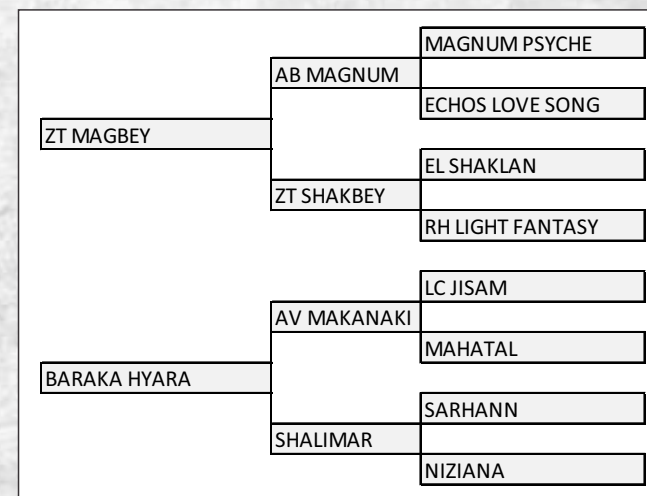 MAGNUM PSYCHE
AB MAGNUM
ECHOS LOVE SONG
ZT MAGBEY
EL SHAKLAN
ZT SHAKBEY
RH LIGHT FANTASY
LC JISAM
AV MAKANAKI
MAHATAL
BARAKA HYARA
SARHANN
SHALIMAR
NIZIANA